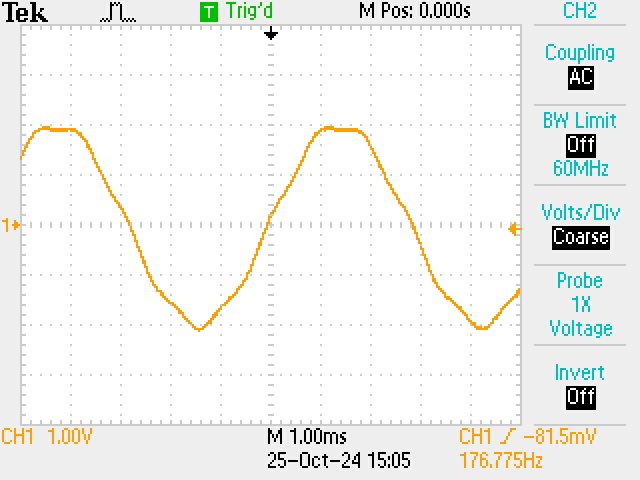 Tek T Trig'd M Pos: 0.000s CH2
Coupling
AC
BW Limit
Off
60MHz
Volts/Div
Coarse
Probe
1X
Voltage
Invert
Off
1
CH1 1.00V M 1.00ms CH1 -81.5mV
25-Oct-24 15:05 176.775Hz